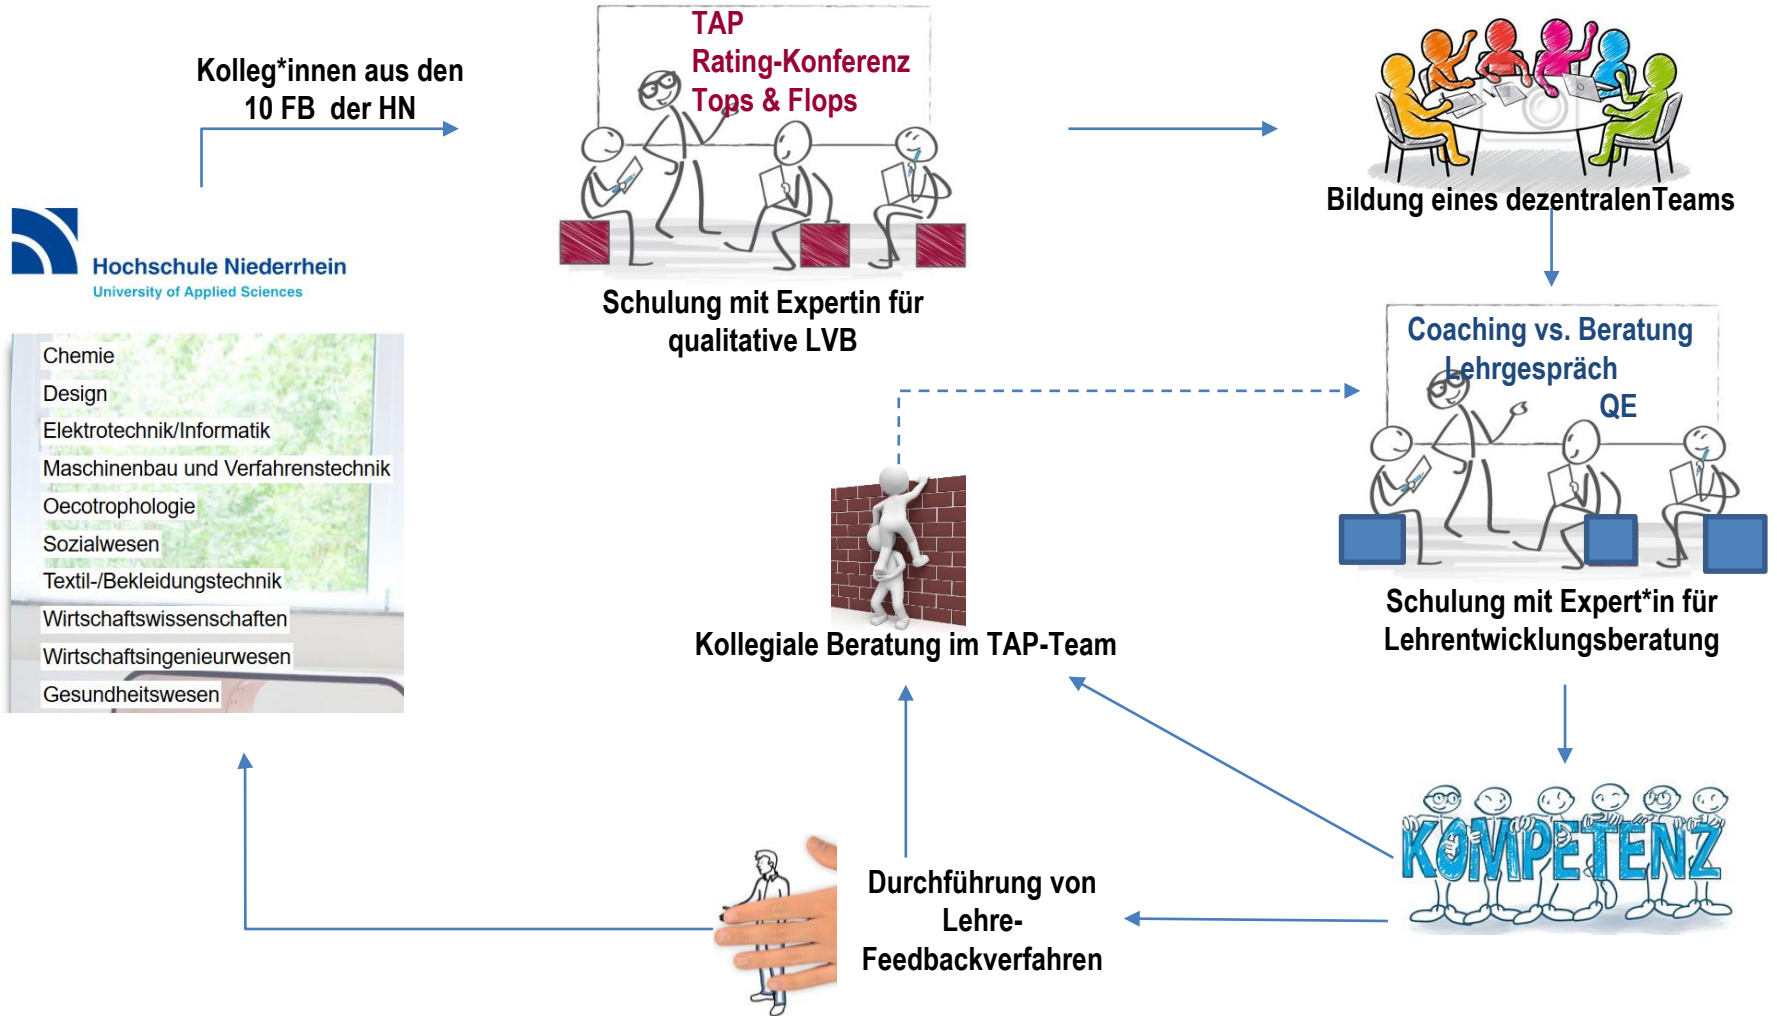 Kolleg*innen aus den
10 FB der HN
TAP
Rating-Konferenz
Tops & Flops
Schulung mit Expertin für
qualitative LVB
Bildung eines dezentralenTeams
Hochschule Niederrhein
University of Applied Sciences
Chemie
Design
Elektrotechnik/Informatik
Maschinenbau und Verfahrenstechnik
Oecotrophologie
Sozialwesen
Textil-/Bekleidungstechnik
Wirtschaftswissenschaften
Wirtschaftsingenieurwesen
Gesundheitswesen
Coaching vs. Beratung
Lehrgespräch
QE
Schulung mit Expert*in für
Lehrentwicklungsberatung
Kollegiale Beratung im TAP-Team
KOMPETENZ
Durchführung von
Lehre-
Feedbackverfahren